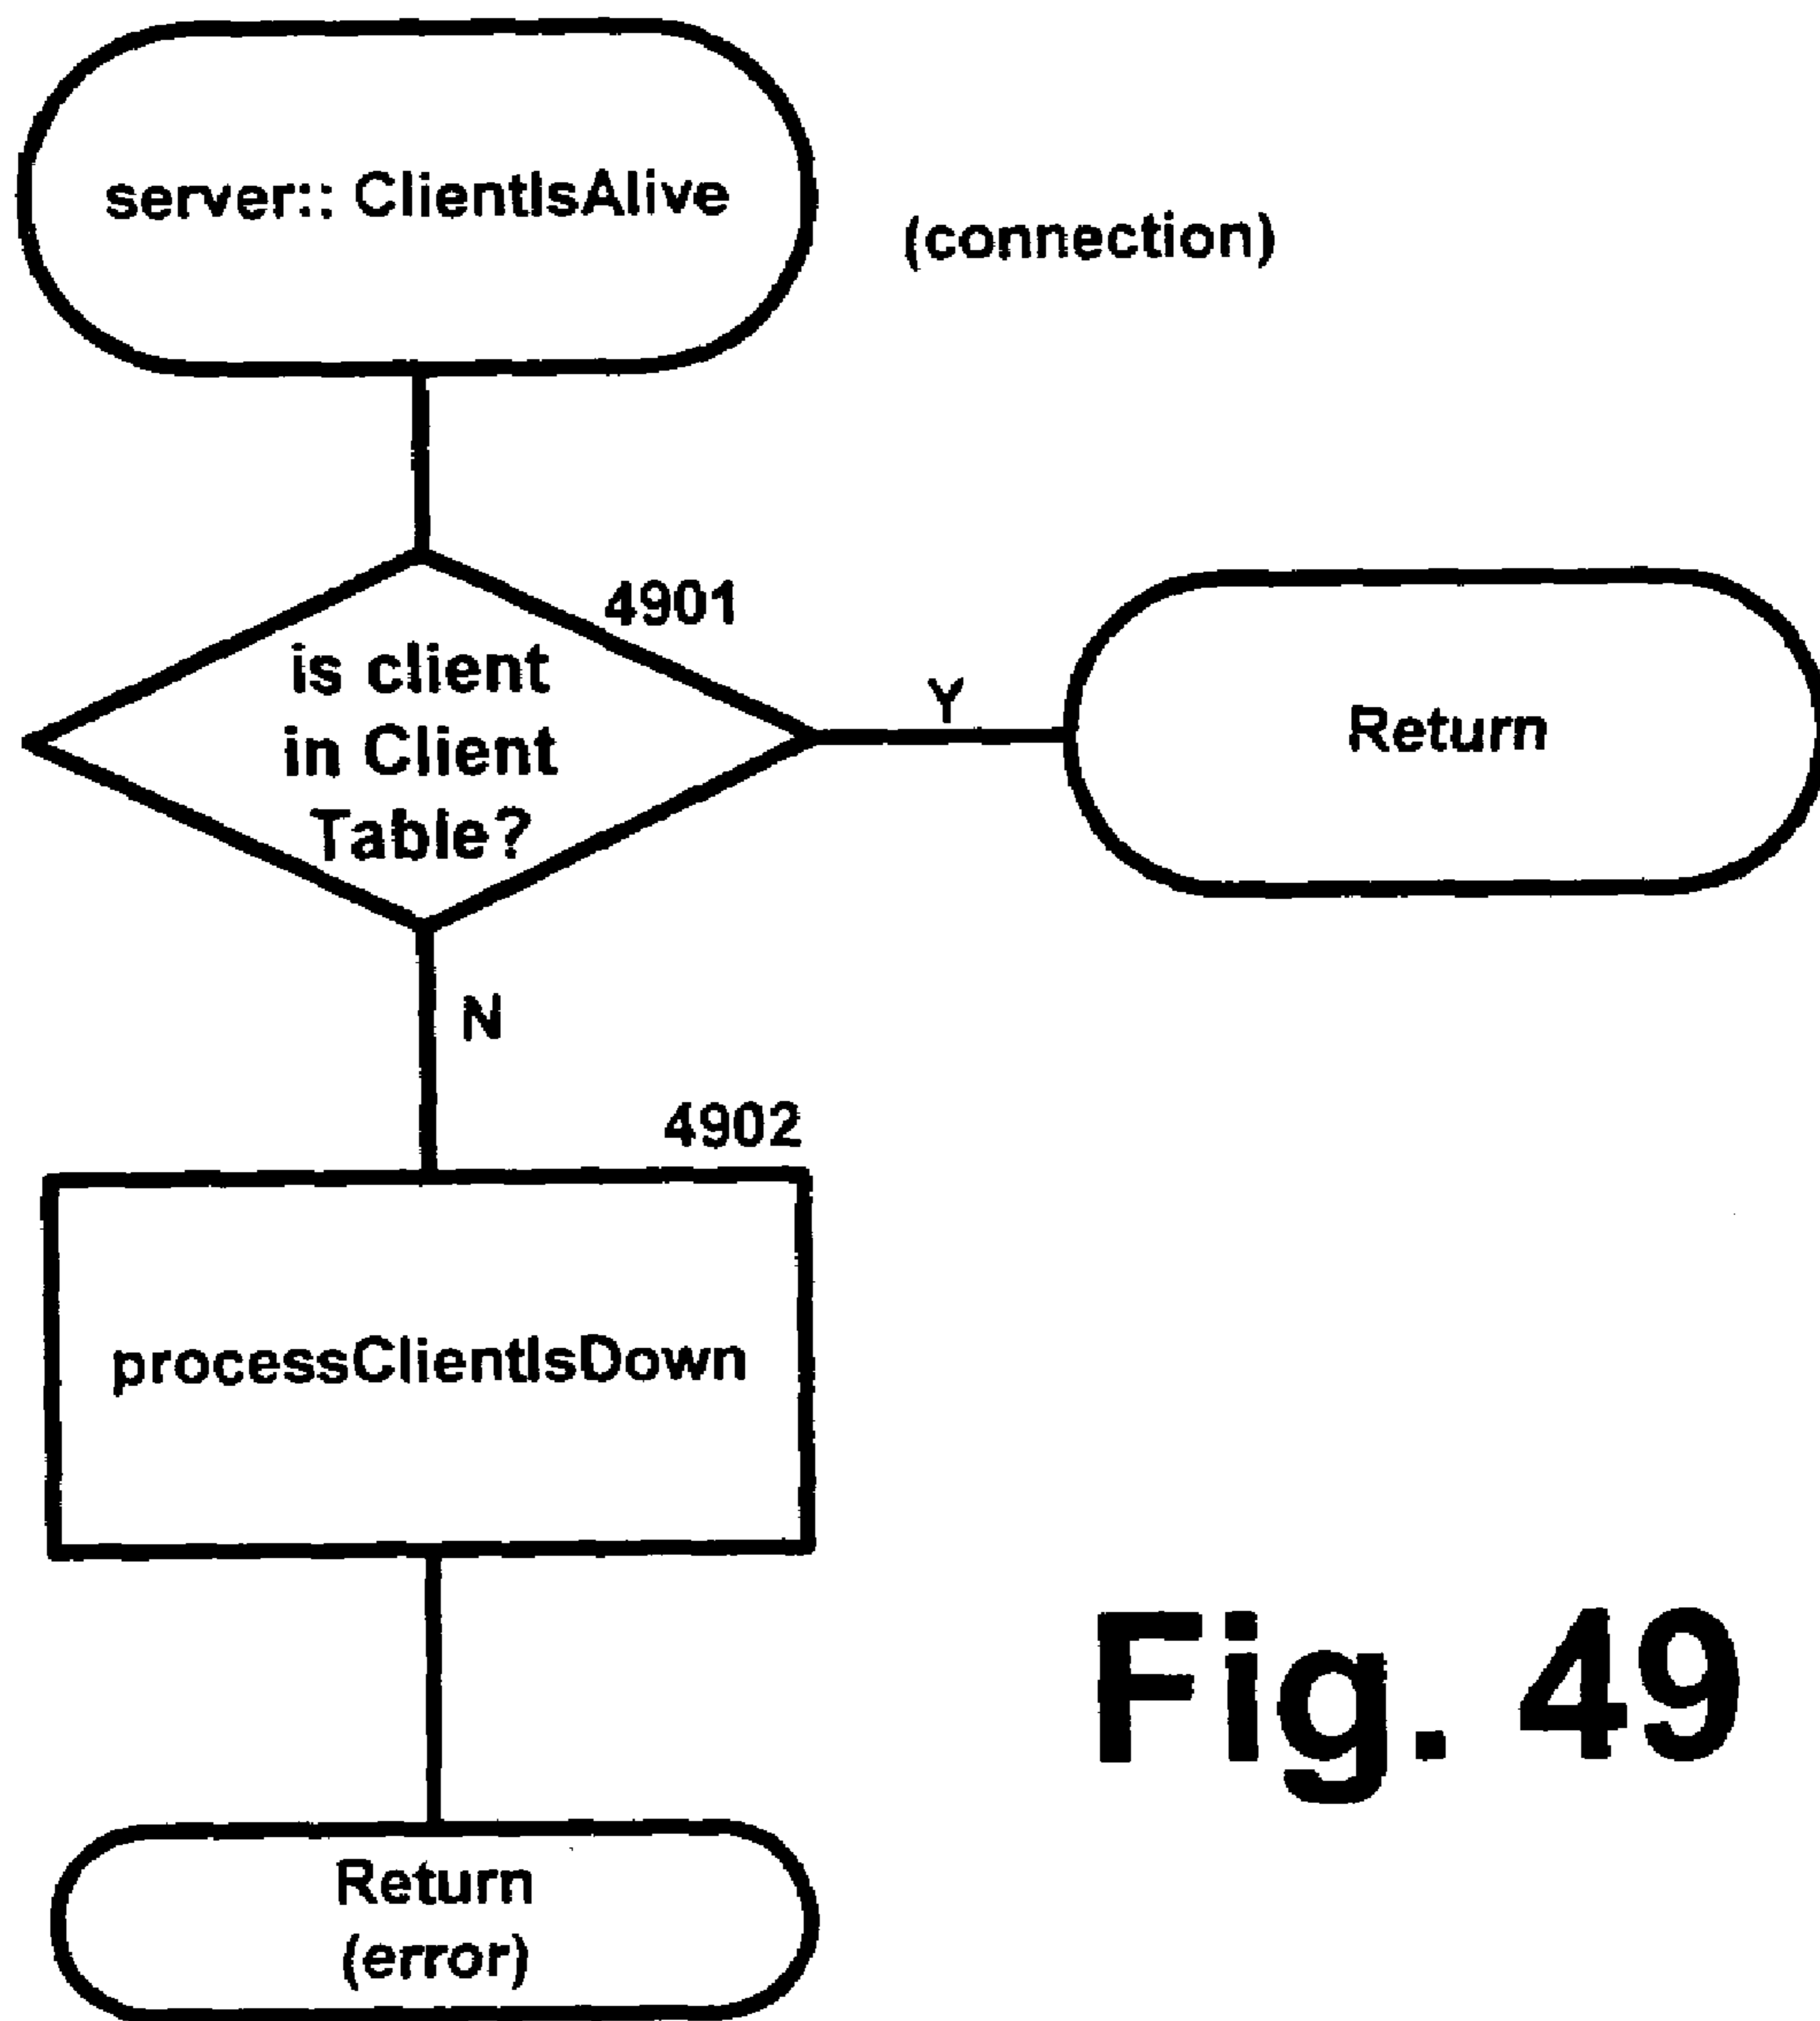 server:: ClientIsAlive
(connection)
4901
is client
in Client
Table?
Y
Return
N
4902
processClientIsDown
Return
(error)
Fig. 49